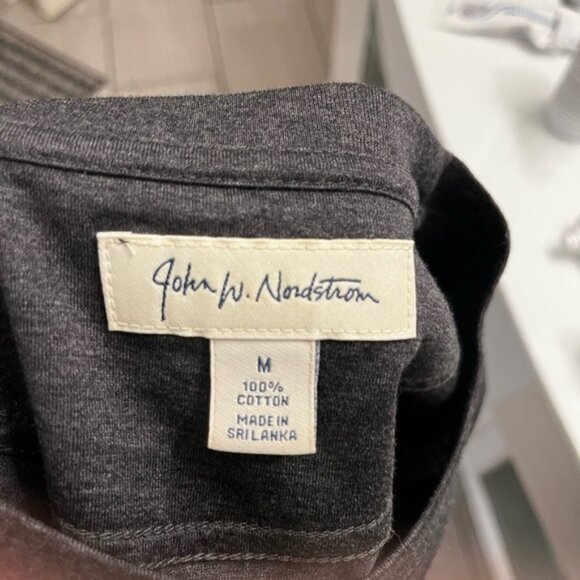 John W. Nordstrom
M
100%
COTTON
MADE IN
SRI LANKA